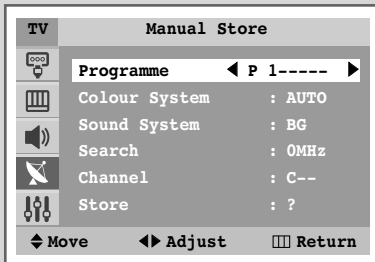 TV Manual Store
Programme ◀ P 1----- ▶
Colour System : AUTO
Sound System : BG
Search : 0MHz
Channel : C--
Store : ?
Move Adjust Return